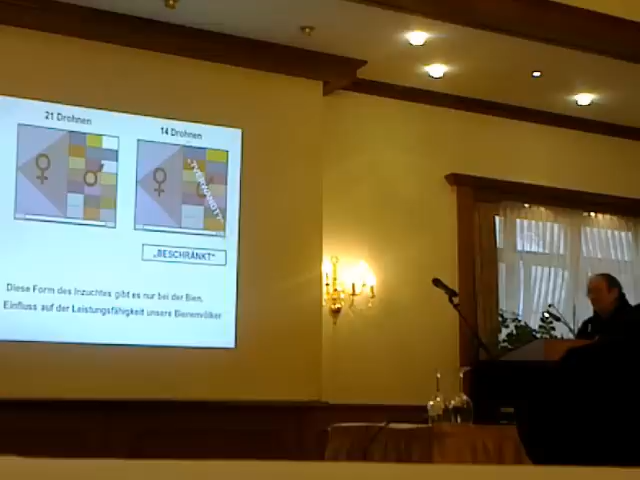 21 Drohnen
14 Drohnen
„VERWANDT"
„BESCHRÄNKT"
Diese Form des Inzuchtes gibt es nur bei der Bien.
Einfluss auf der Leistungsfähigkeit unsere Bienenvölker